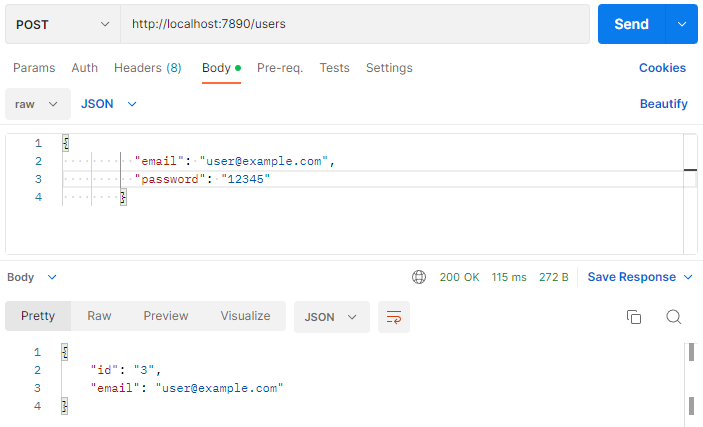 POST http://localhost:7890/users Send
Params Auth Headers (8) Body Pre-req. Tests Settings Cookies
raw JSON Beautify
1 {
2 "email": "user@example.com",
3 "password": "12345"
4 }
Body 200 OK 115 ms 272 B Save Response
Pretty Raw Preview Visualize JSON
1 {
2 "id": "3",
3 "email": "user@example.com"
4 }